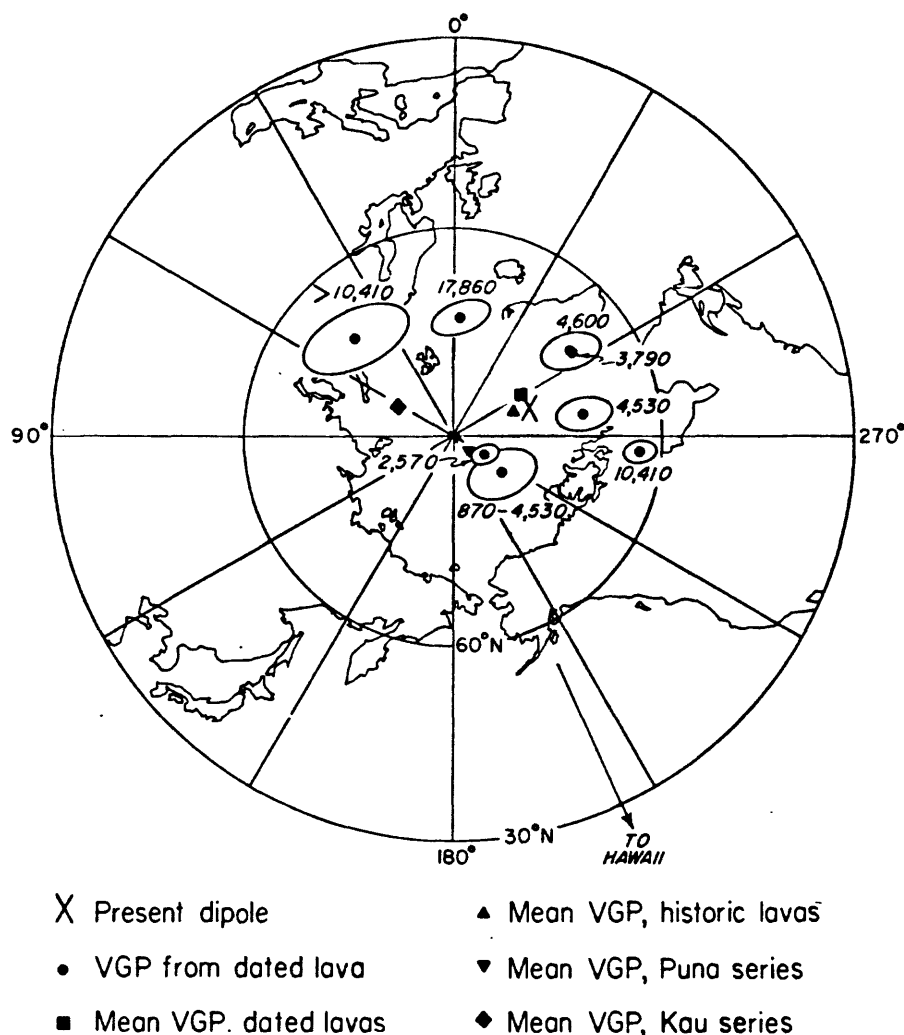 0°
>10,410
17,860
4,600
3,790
4,530
90°
270°
2,570
10,410
870-4,530
60°N
30°N
180°
TO
HAWAII
X Present dipole
• VGP from dated lava
■ Mean VGP. dated lavas
▲ Mean VGP, historic lavas
▼ Mean VGP, Puna series
◆ Mean VGP, Kau series